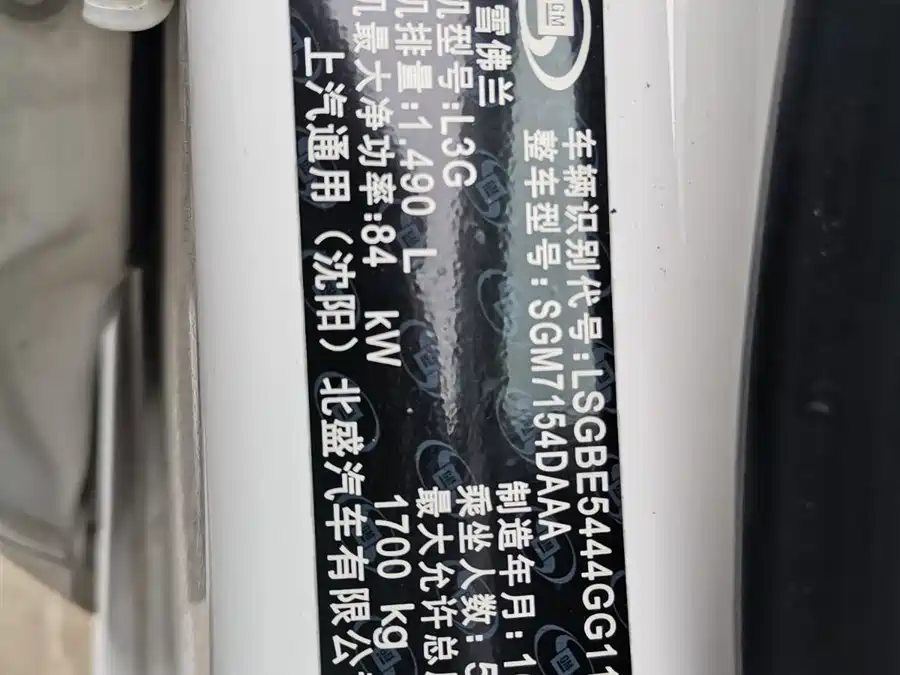 GM
雪佛兰
车辆识别代号:LSGBE5444GG1
整车型号:SGM7154DAAA
机型号:L3G
制造年月:1
机排量:1.490 L
乘坐人数:5
机最大净功率:84 kW
最大允许总
1700 kg
上汽通用(沈阳)北盛汽车有限公